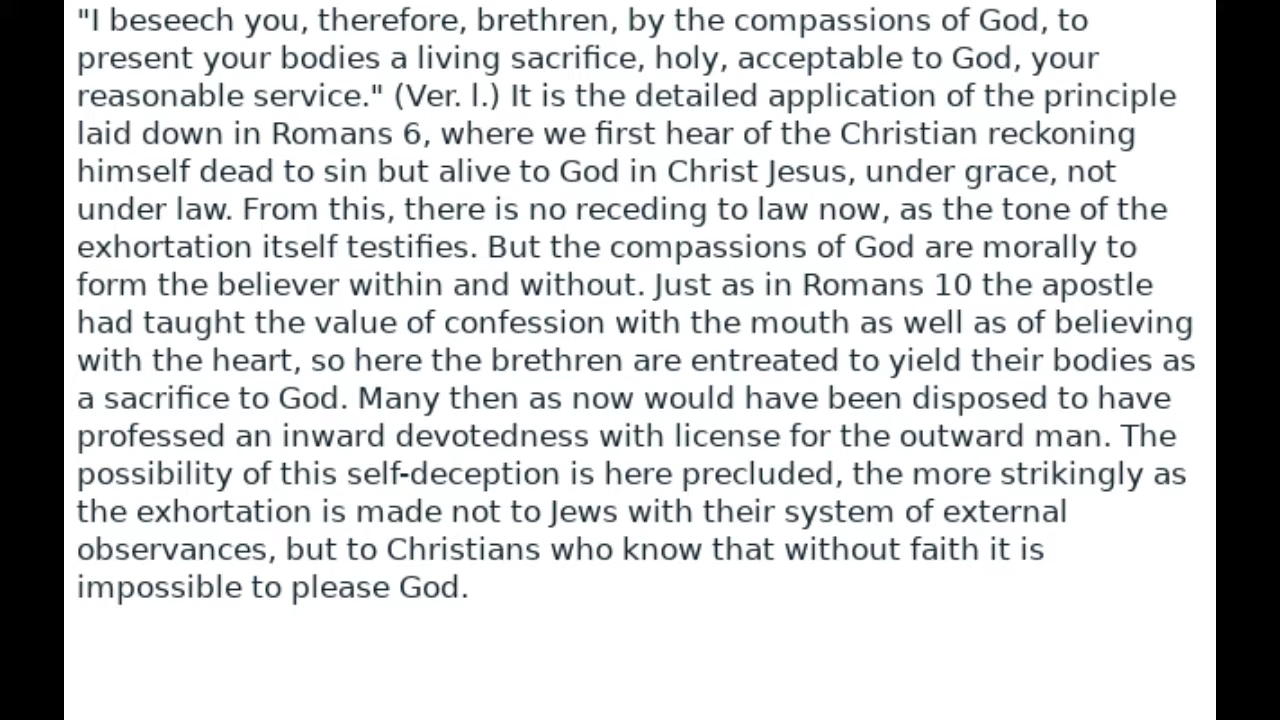 "I beseech you, therefore, brethren, by the compassions of God, to
present your bodies a living sacrifice, holy, acceptable to God, your
reasonable service." (Ver. l.) It is the detailed application of the principle
laid down in Romans 6, where we first hear of the Christian reckoning
himself dead to sin but alive to God in Christ Jesus, under grace, not
under law. From this, there is no receding to law now, as the tone of the
exhortation itself testifies. But the compassions of God are morally to
form the believer within and without. Just as in Romans 10 the apostle
had taught the value of confession with the mouth as well as of believing
with the heart, so here the brethren are entreated to yield their bodies as
a sacrifice to God. Many then as now would have been disposed to have
professed an inward devotedness with license for the outward man. The
possibility of this self-deception is here precluded, the more strikingly as
the exhortation is made not to Jews with their system of external
observances, but to Christians who know that without faith it is
impossible to please God.